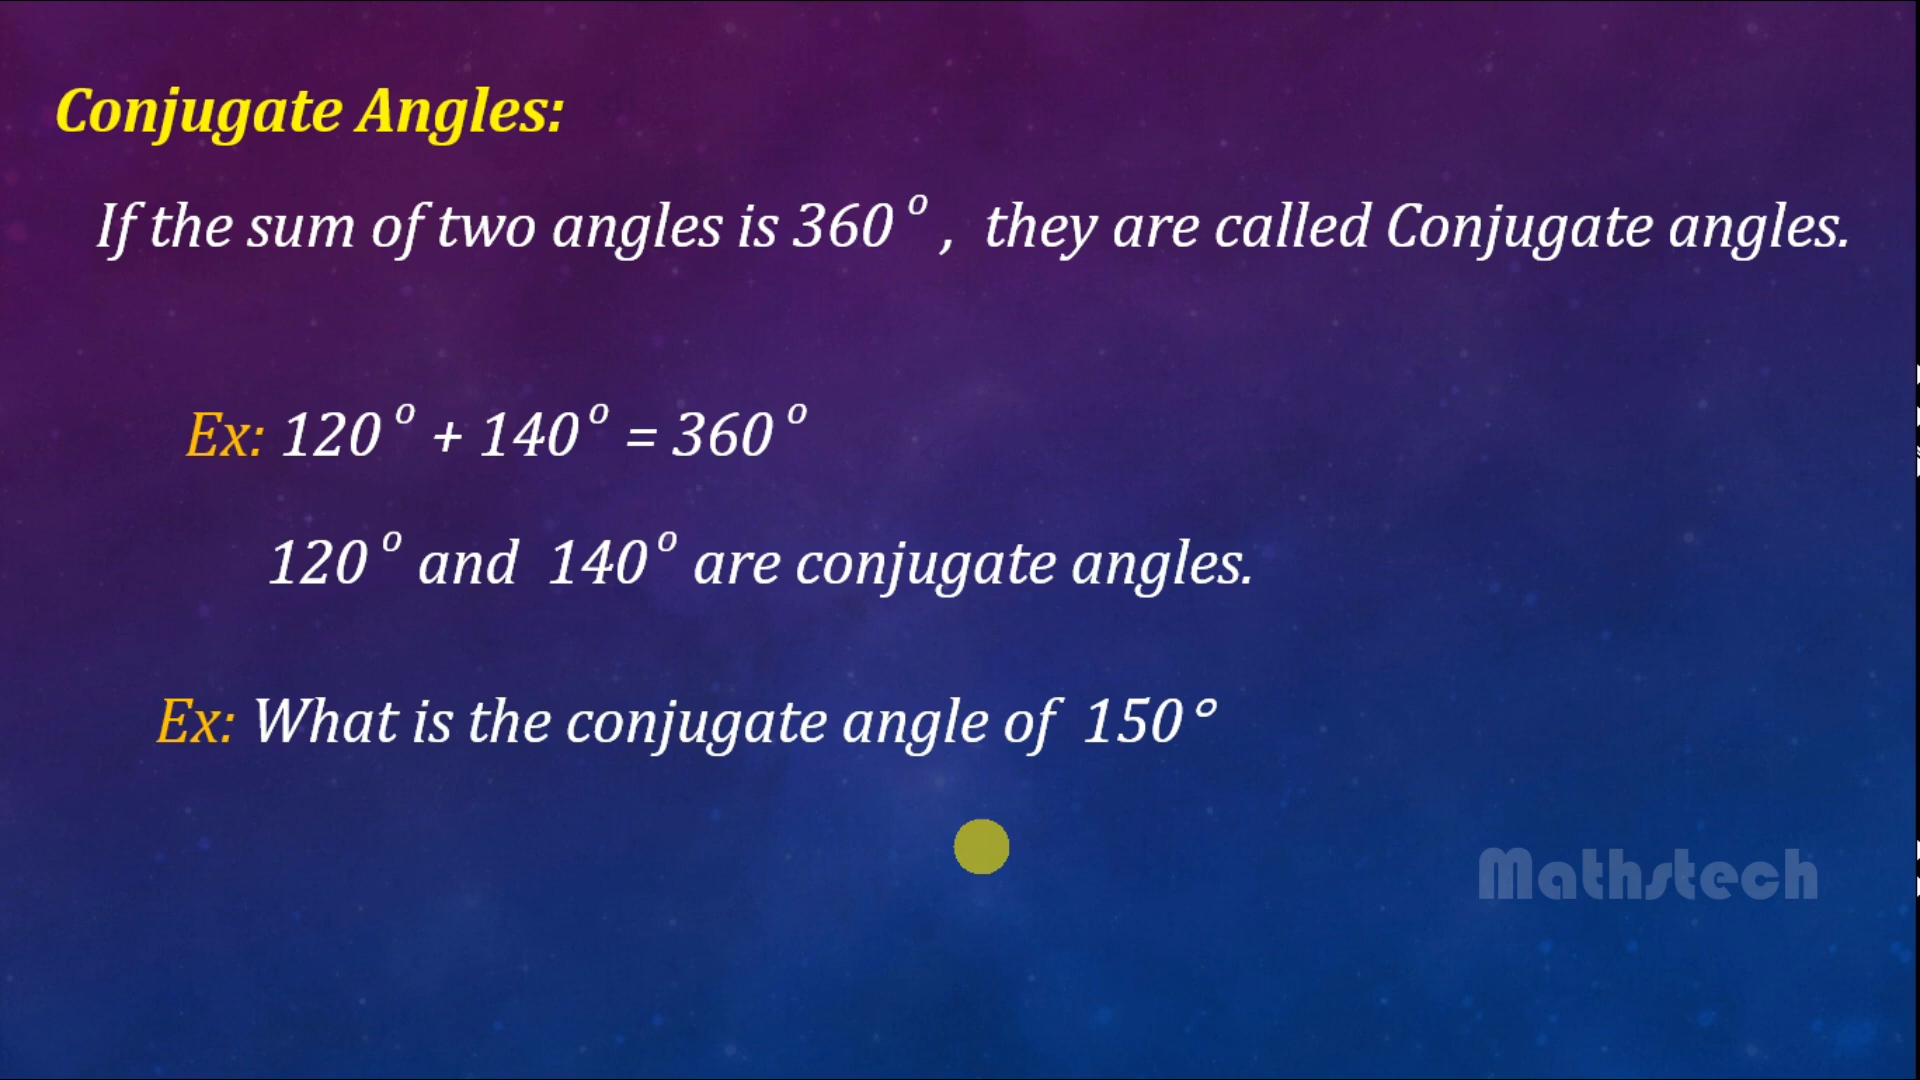 Conjugate Angles:
If the sum of two angles is 360°, they are called Conjugate angles.
Ex: 120° + 140° = 360°
120° and 140° are conjugate angles.
Ex: What is the conjugate angle of 150°
Mathstech